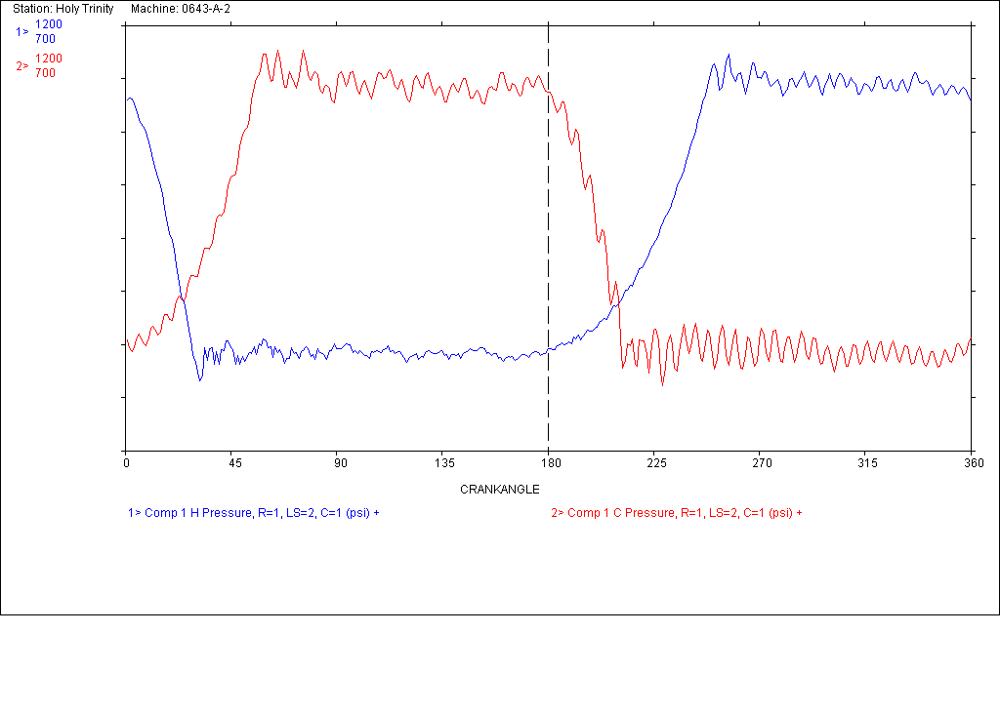 Station: Holy Trinity Machine: 0643-A-2
1> 1200
700
2> 1200
700
0 45 90 135 180 225 270 315 360
CRANKANGLE
1> Comp 1 H Pressure, R=1, LS=2, C=1 (psi) + 2> Comp 1 C Pressure, R=1, LS=2, C=1 (psi) +